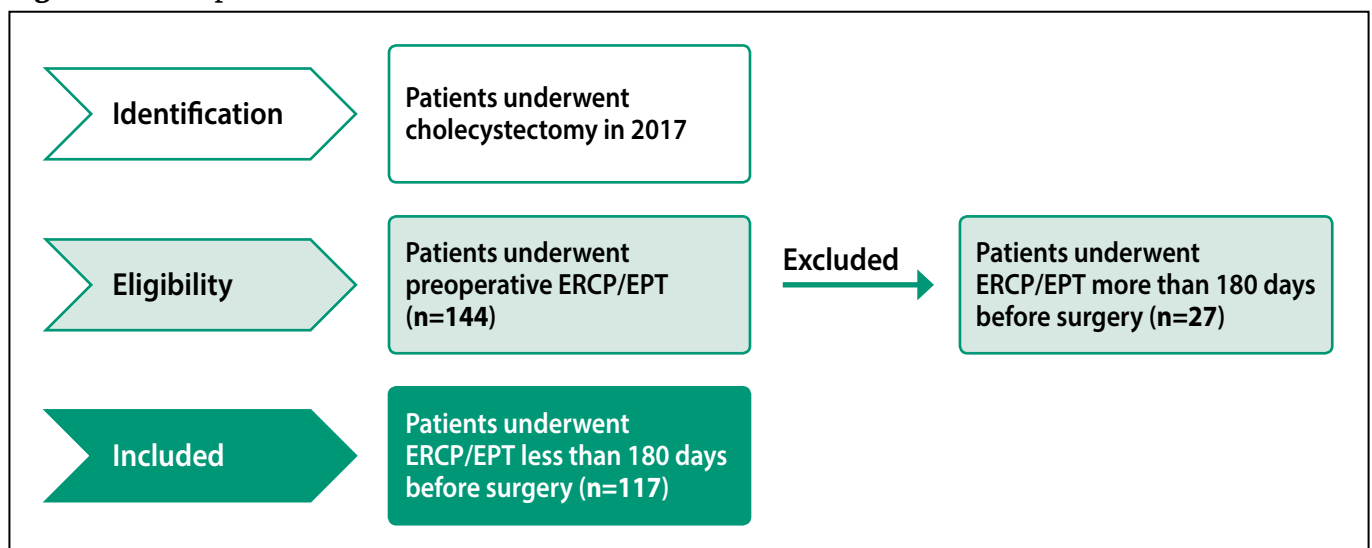 Identification
Patients underwent
cholecystectomy in 2017
Eligibility
Patients underwent
preoperative ERCP/EPT
(n=144)
Excluded
Patients underwent
ERCP/EPT more than 180 days
before surgery (n=27)
Included
Patients underwent
ERCP/EPT less than 180 days
before surgery (n=117)